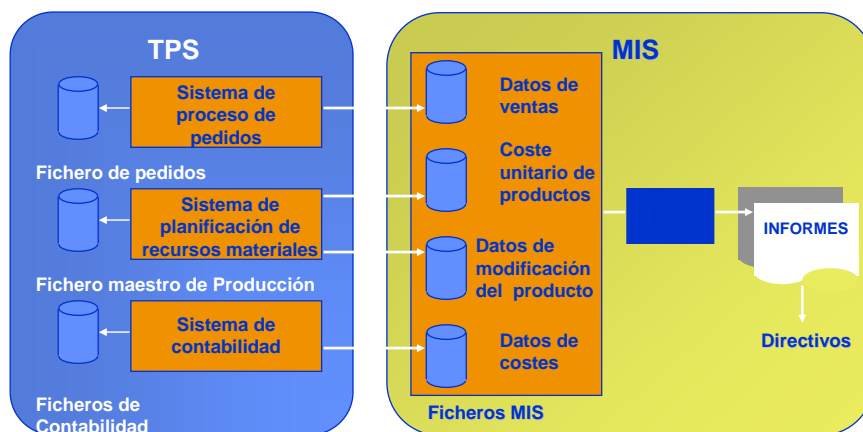 TPS
Sistema de
proceso de
pedidos
Fichero de pedidos
Sistema de
planificación de
recursos materiales
Fichero maestro de Producción
Sistema de
contabilidad
Ficheros de
Contabilidad
MIS
Datos de
ventas
Coste
unitario de
productos
Datos de
modificación
del producto
Datos de
costes
Ficheros MIS
INFORMES
Directivos